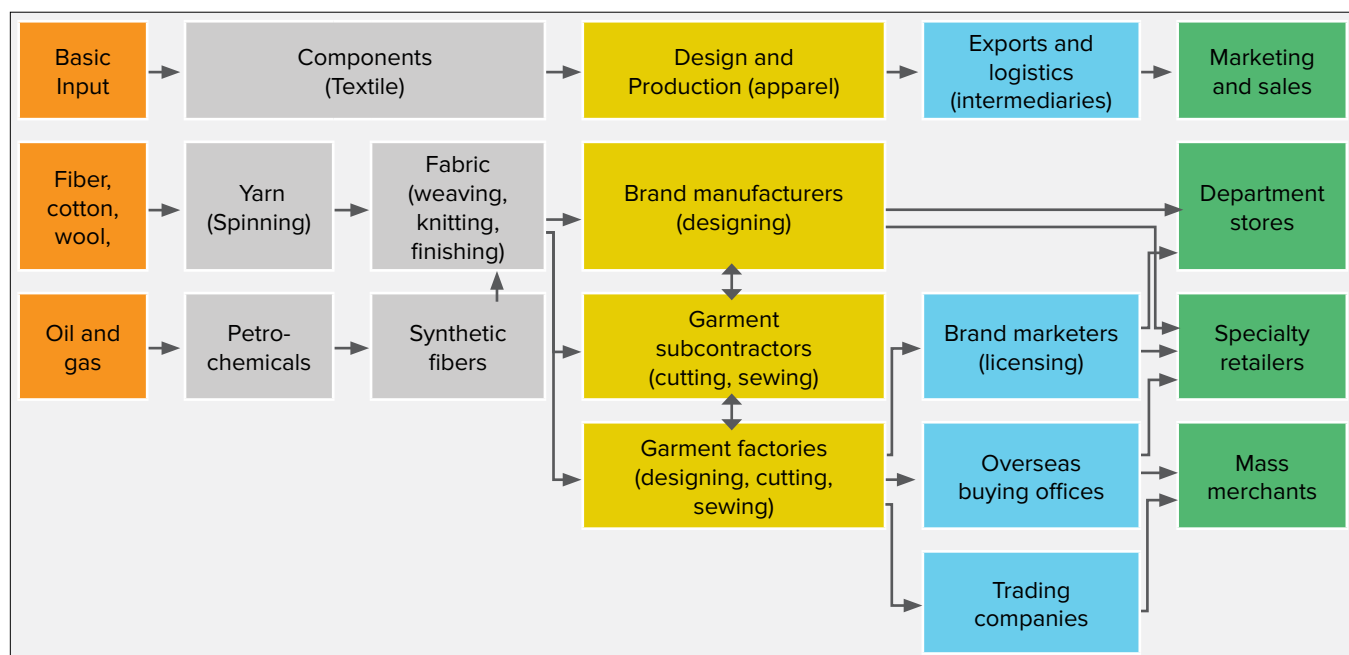 Basic
Input
Components
(Textile)
Design and
Production (apparel)
Exports and
logistics
(intermediaries)
Marketing
and sales
Fiber,
cotton,
wool,
Yarn
(Spinning)
Fabric
(weaving,
knitting,
finishing)
Brand manufacturers
(designing)
Department
stores
Oil and
gas
Petro-
chemicals
Synthetic
fibers
Garment
subcontractors
(cutting, sewing)
Brand marketers
(licensing)
Specialty
retailers
Garment factories
(designing, cutting,
sewing)
Overseas
buying offices
Mass
merchants
Trading
companies